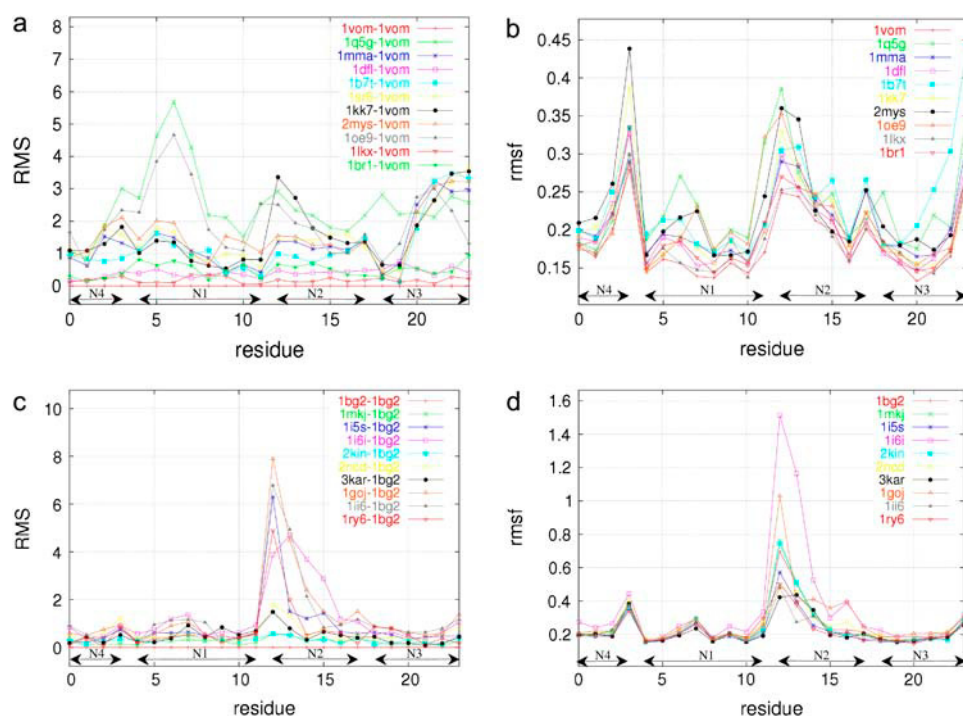 a
8
7
6
5
4
3
2
1
0
RMS
1vom-1vom
1q5g-1vom
1mma-1vom
1dfl-1vom
1b7t-1vom
1kk7-1vom
2mys-1vom
1oe9-1vom
1lkx-1vom
1br1-1vom
N4 N1 N2 N3
0 5 10 15 20
residue
b
0.45
0.4
0.35
0.3
0.25
0.2
0.15
rmsf
1vom
1q5g
1mma
1dfl
1b7t
1kk7
2mys
1oe9
1lkx
1br1
N4 N1 N2 N3
0 5 10 15 20
residue
c
10
8
6
4
2
0
RMS
1bg2-1bg2
1mkj-1bg2
1i5s-1bg2
1i6i-1bg2
2kin-1bg2
2ncd-1bg2
3kar-1bg2
1goj-1bg2
1ii6-1bg2
1ry6-1bg2
N4 N1 N2 N3
0 5 10 15 20
residue
d
1.6
1.4
1.2
1
0.8
0.6
0.4
0.2
rmsf
1bg2
1mkj
1i5s
1i6i
2kin
2ncd
3kar
1goj
1ii6
1ry6
N4 N1 N2 N3
0 5 10 15 20
residue